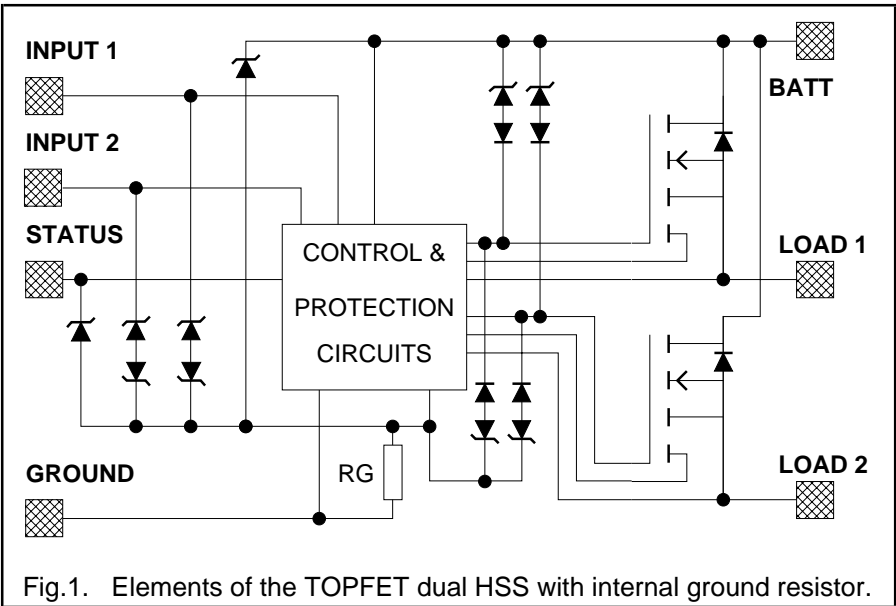 INPUT 1
BATT
INPUT 2
STATUS
CONTROL &
LOAD 1
PROTECTION
CIRCUITS
GROUND
RG
LOAD 2
Fig.1. Elements of the TOPFET dual HSS with internal ground resistor.